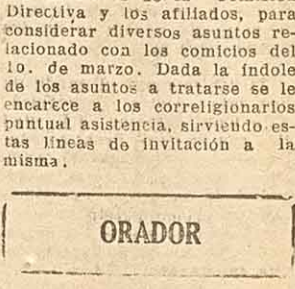 Directiva y los afiliados, para
considerar diversos asuntos re-
lacionado con los comicios del
1o. de marzo. Dada la índole
de los asuntos a tratarse se le
encarece a los correligionarios
puntual asistencia, sirviendo es-
tas líneas de invitación a la
misma.
ORADOR